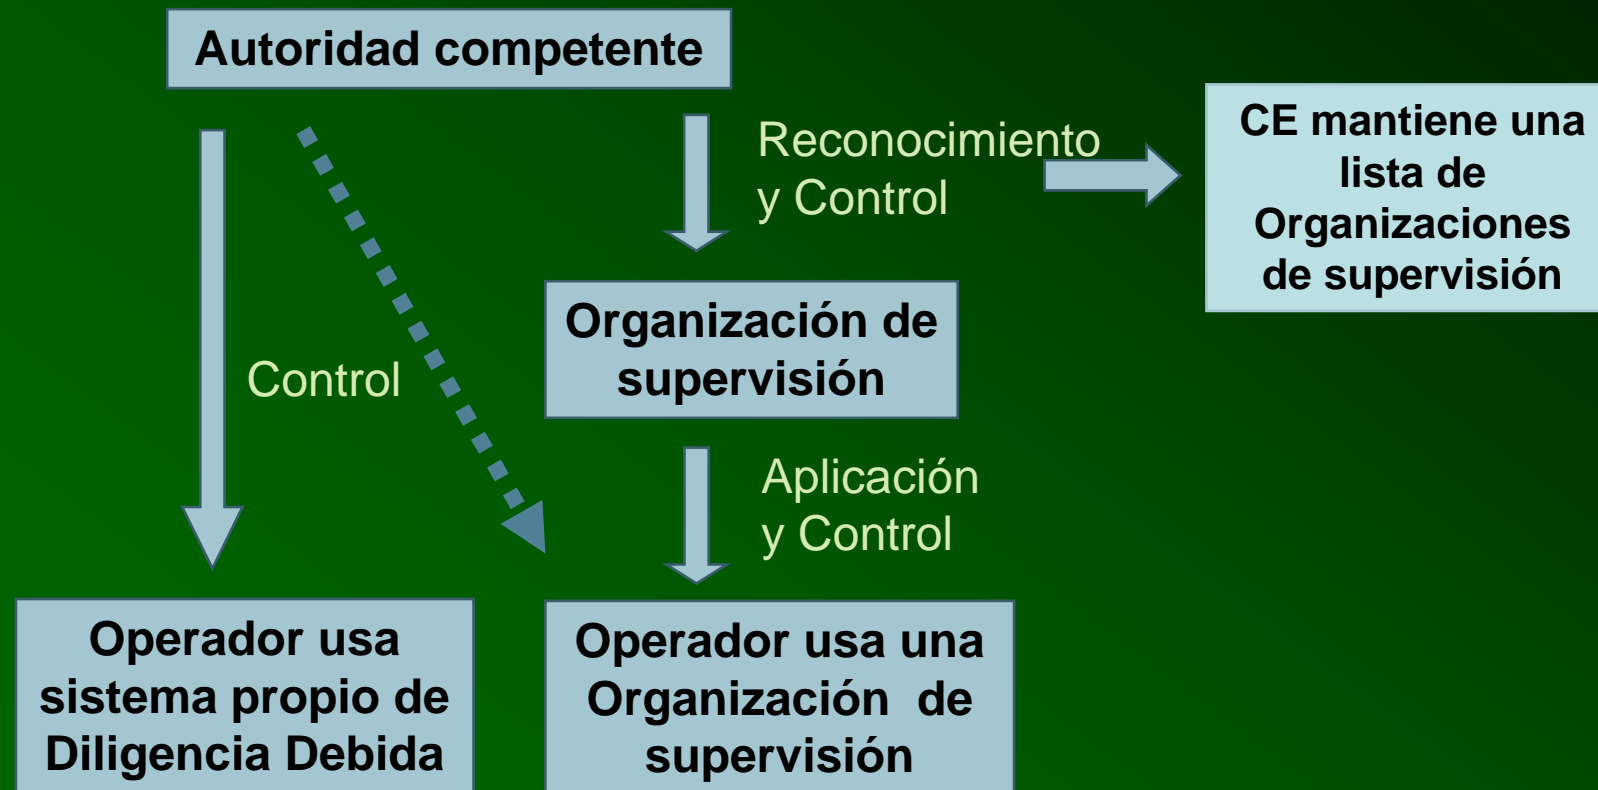 Autoridad competente
Reconocimiento
y Control
CE mantiene una
lista de
Organizaciones
de supervisión
Organización de
supervisión
Control
Aplicación
y Control
Operador usa
sistema propio de
Diligencia Debida
Operador usa una
Organización de
supervisión